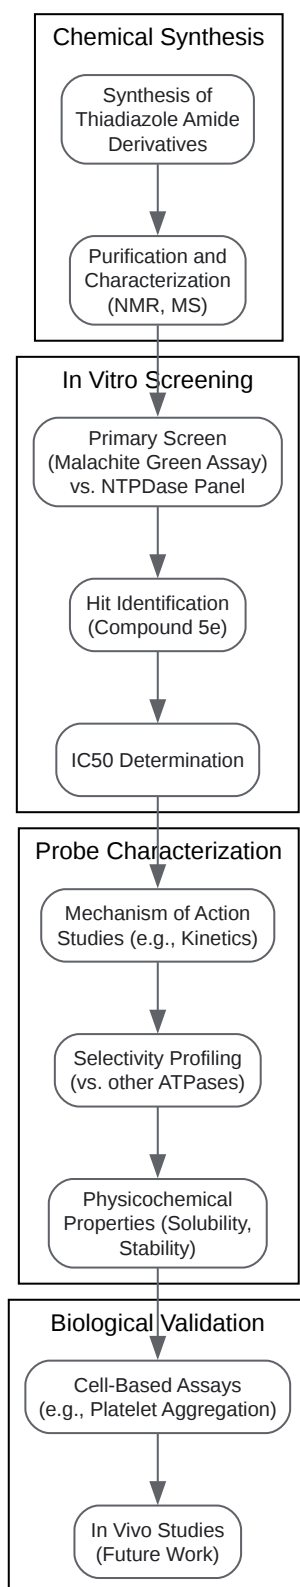 Chemical Synthesis
Synthesis of
Thiadiazole Amide
Derivatives
Purification and
Characterization
(NMR, MS)
In Vitro Screening
Primary Screen
(Malachite Green Assay)
vs. NTPDase Panel
Hit Identification
(Compound 5e)
IC50 Determination
Probe Characterization
Mechanism of Action
Studies (e.g., Kinetics)
Selectivity Profiling
(vs. other ATPases)
Physicochemical
Properties (Solubility,
Stability)
Biological Validation
Cell-Based Assays
(e.g., Platelet Aggregation)
In Vivo Studies
(Future Work)